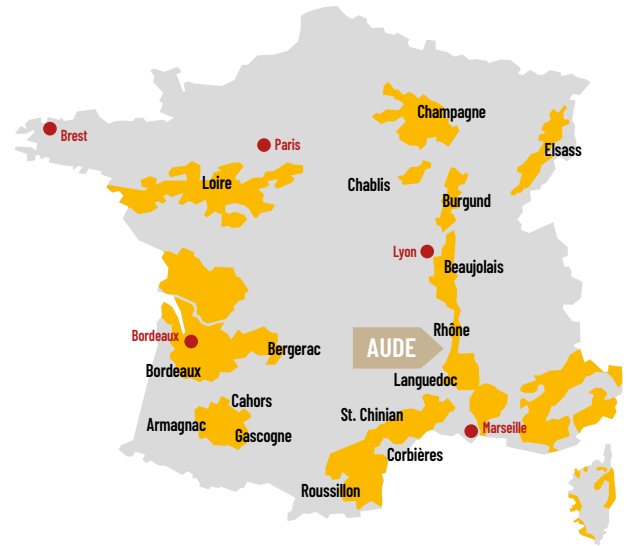 Champagne
Brest
Paris
Elsass
Loire
Chablis
Burgund
Lyon
Beaujolais
Rhône
Bordeaux
AUDE
Bergerac
Bordeaux
Languedoc
Cahors
St. Chinian
Armagnac
Marseille
Gascogne
Corbières
Roussillon